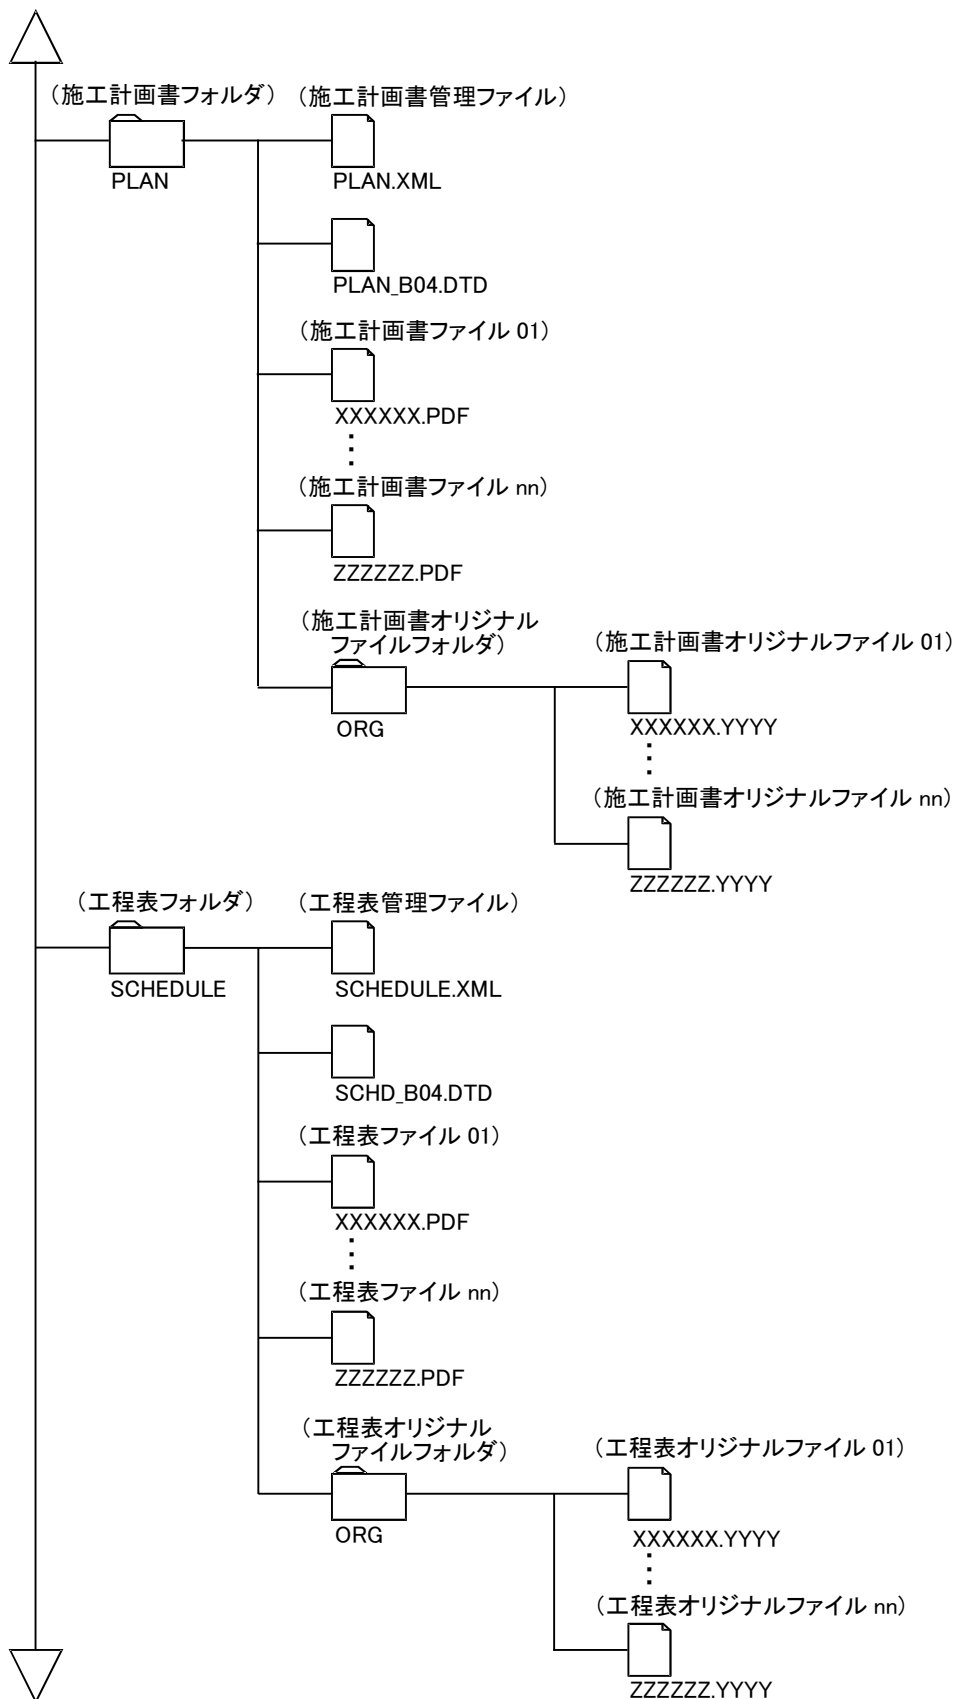 （施工計画書フォルダ）
（施工計画書管理ファイル）
PLAN
PLAN.XML
PLAN_B04.DTD
（施工計画書ファイル 01）
XXXXXX.PDF
（施工計画書ファイル nn）
ZZZZZZ.PDF
（施工計画書オリジナル
ファイルフォルダ）
ORG
（施工計画書オリジナルファイル 01）
XXXXXX.YYYY
（施工計画書オリジナルファイル nn）
ZZZZZZ.YYYY
（工程表フォルダ）
（工程表管理ファイル）
SCHEDULE
SCHEDULE.XML
SCHD_B04.DTD
（工程表ファイル 01）
XXXXXX.PDF
（工程表ファイル nn）
ZZZZZZ.PDF
（工程表オリジナル
ファイルフォルダ）
ORG
（工程表オリジナルファイル 01）
XXXXXX.YYYY
（工程表オリジナルファイル nn）
ZZZZZZ.YYYY